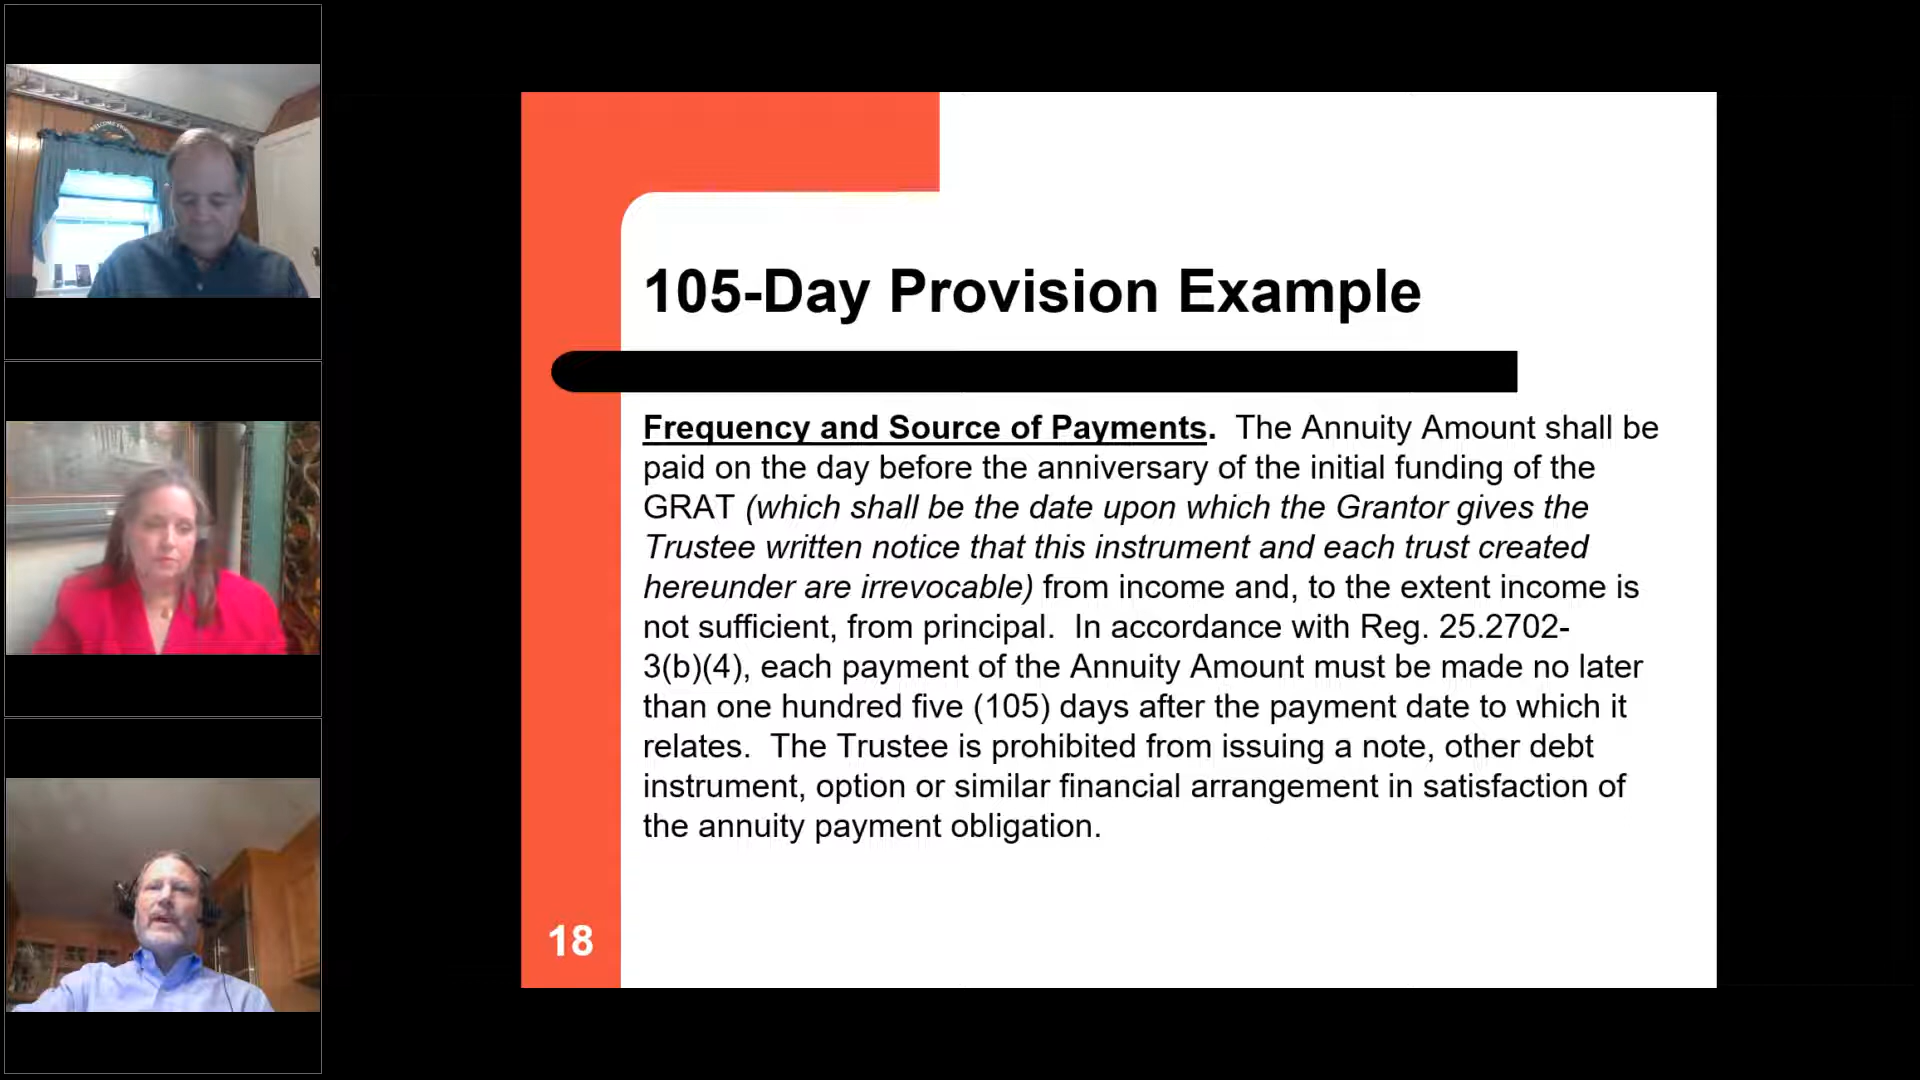 105-Day Provision Example
Frequency and Source of Payments.  The Annuity Amount shall be
paid on the day before the anniversary of the initial funding of the
GRAT (which shall be the date upon which the Grantor gives the
Trustee written notice that this instrument and each trust created
hereunder are irrevocable) from income and, to the extent income is
not sufficient, from principal.  In accordance with Reg. 25.2702-
3(b)(4), each payment of the Annuity Amount must be made no later
than one hundred five (105) days after the payment date to which it
relates.  The Trustee is prohibited from issuing a note, other debt
instrument, option or similar financial arrangement in satisfaction of
the annuity payment obligation.
18